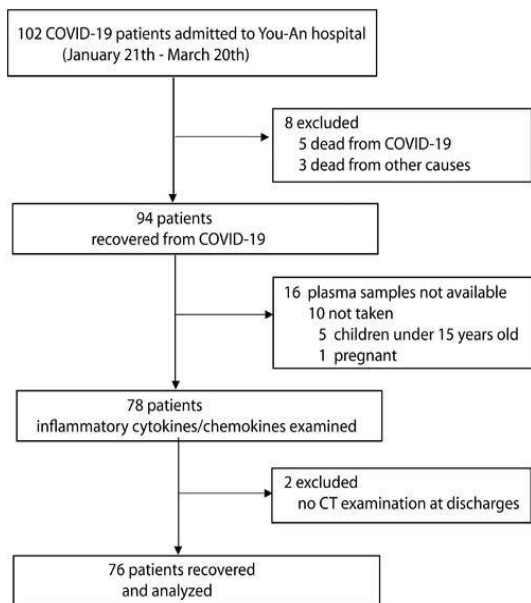 102 COVID-19 patients admitted to You-An hospital
(January 21th - March 20th)
8 excluded
5 dead from COVID-19
3 dead from other causes
94 patients
recovered from COVID-19
16 plasma samples not available
10 not taken
5 children under 15 years old
1 pregnant
78 patients
inflammatory cytokines/chemokines examined
2 excluded
no CT examination at discharges
76 patients recovered
and analyzed